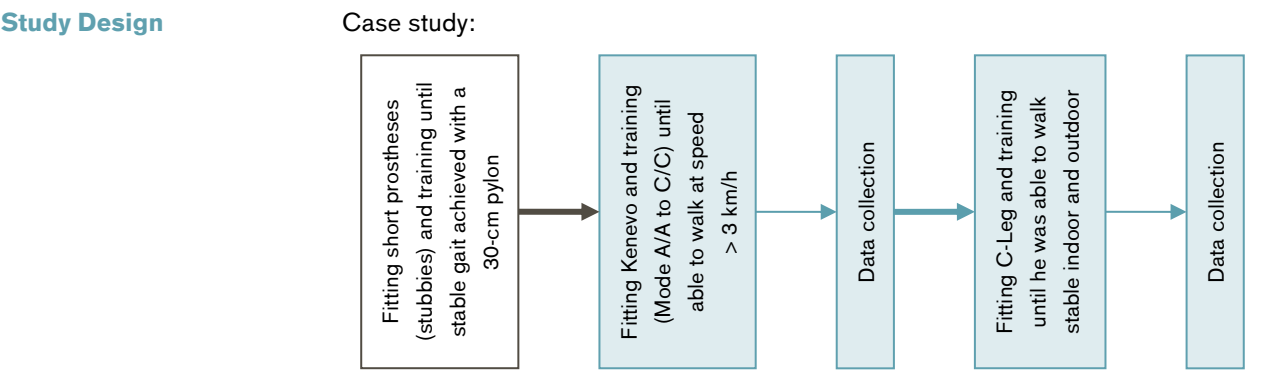 Study Design
Case study:
Fitting short prostheses
(stubbies) and training until
stable gait achieved with a
30-cm pylon
Fitting Kenevo and training
(Mode A/A to C/C) until
able to walk at speed
> 3 km/h
Data collection
Fitting C-Leg and training
until he was able to walk
stable indoor and outdoor
Data collection